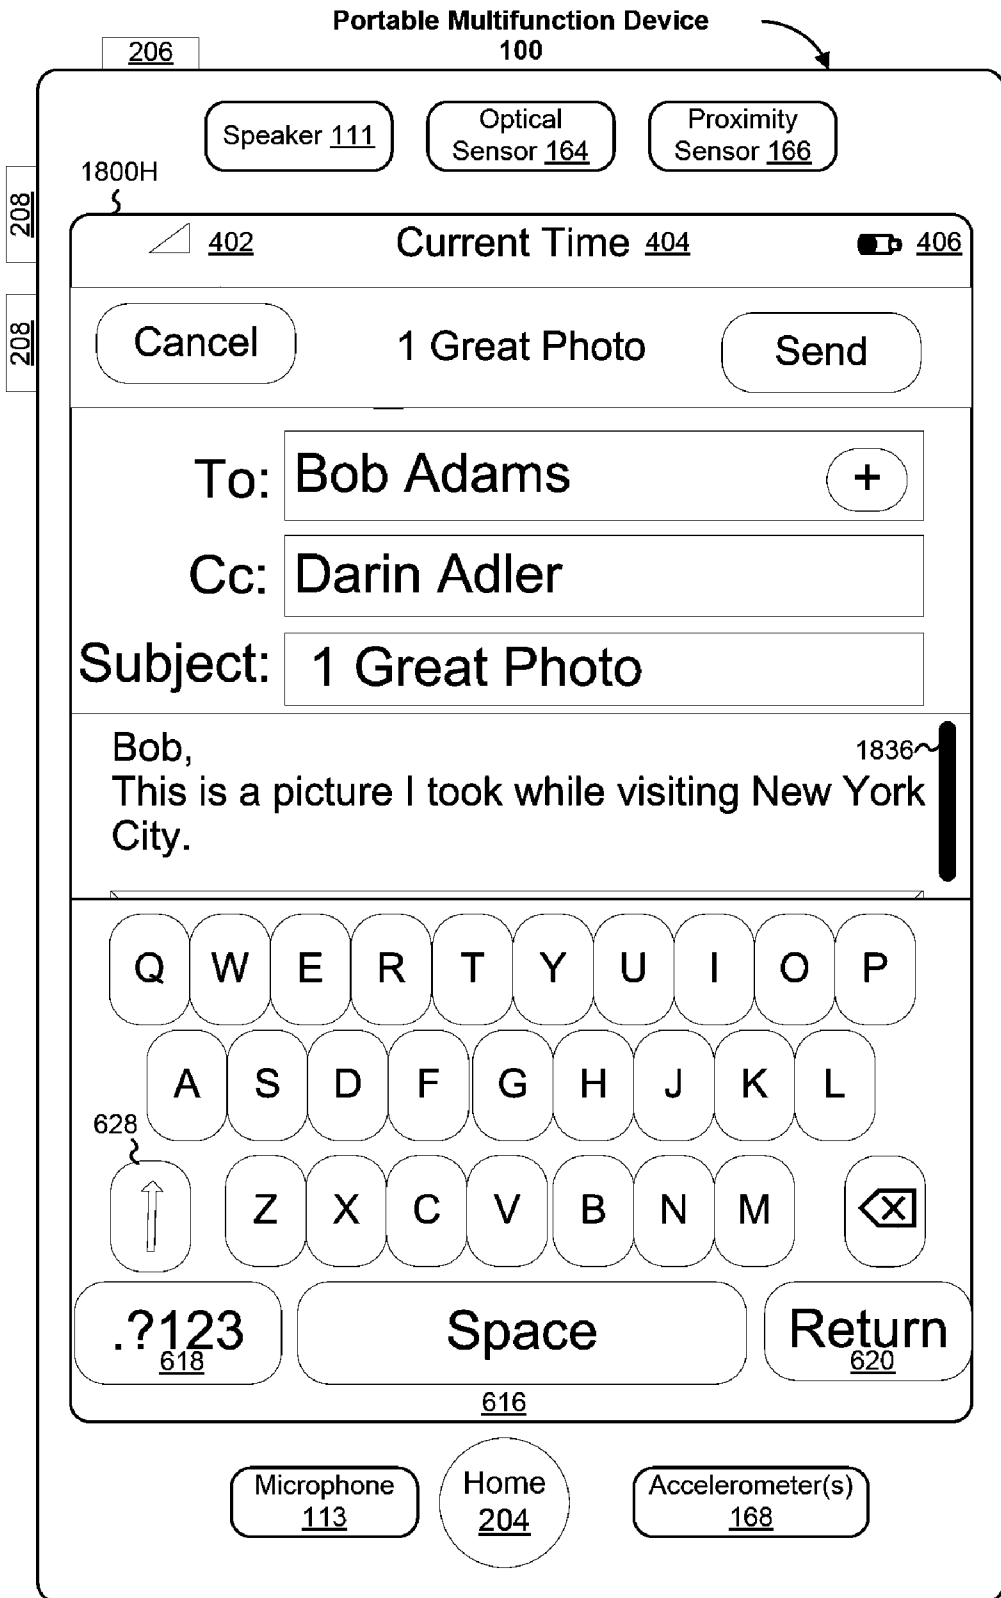 Portable Multifunction Device
100
206
Speaker 111
Optical
Sensor 164
Proximity
Sensor 166
1800H
208
208
402
Current Time 404
406
Cancel
1 Great Photo
Send
To:
Bob Adams
+
Cc:
Darin Adler
Subject:
1 Great Photo
Bob,
1836
This is a picture I took while visiting New York
City.
Q W E R T Y U I O P
A S D F G H J K L
628
Z X C V B N M
.?123
618
Space
Return
620
616
Microphone
113
Home
204
Accelerometer(s)
168